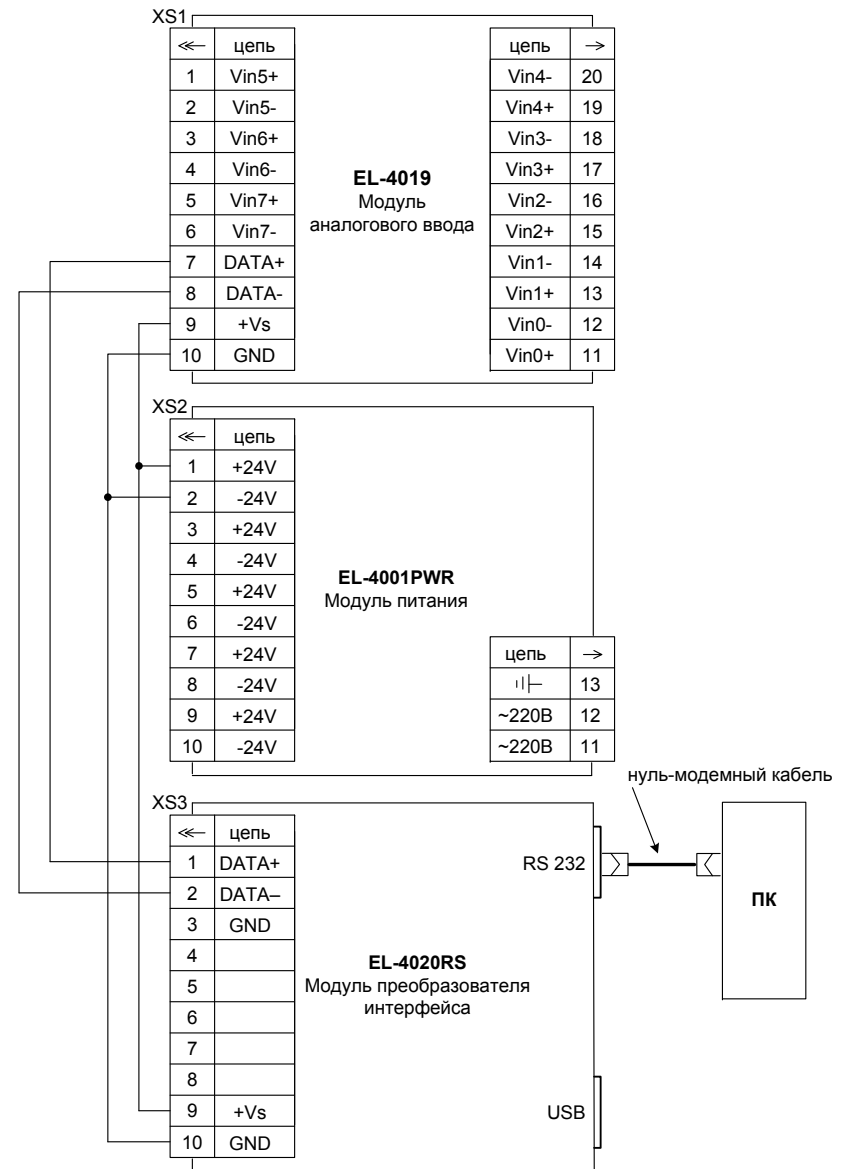 XS1
цепь цепь
1 Vin5+ Vin4- 20
2 Vin5- Vin4+ 19
3 Vin6+ Vin3- 18
4 Vin6- Vin3+ 17
EL-4019
5 Vin7+ Модуль Vin2- 16
6 Vin7- аналогового ввода Vin2+ 15
7 DATA+ Vin1- 14
8 DATA- Vin1+ 13
9 +Vs Vin0- 12
10 GND Vin0+ 11
XS2
цепь
1 +24V
2 -24V
3 +24V
4 -24V
EL-4001PWR
5 +24V Модуль питания
6 -24V
7 +24V цепь
8 -24V 13
9 +24V ~220В 12
10 -24V ~220В 11
нуль-модемный кабель
XS3
цепь
1 DATA+ RS 232
2 DATA– ПК
3 GND
4 EL-4020RS
5 Модуль преобразователя
6 интерфейса
7
8
9 +Vs USB
10 GND